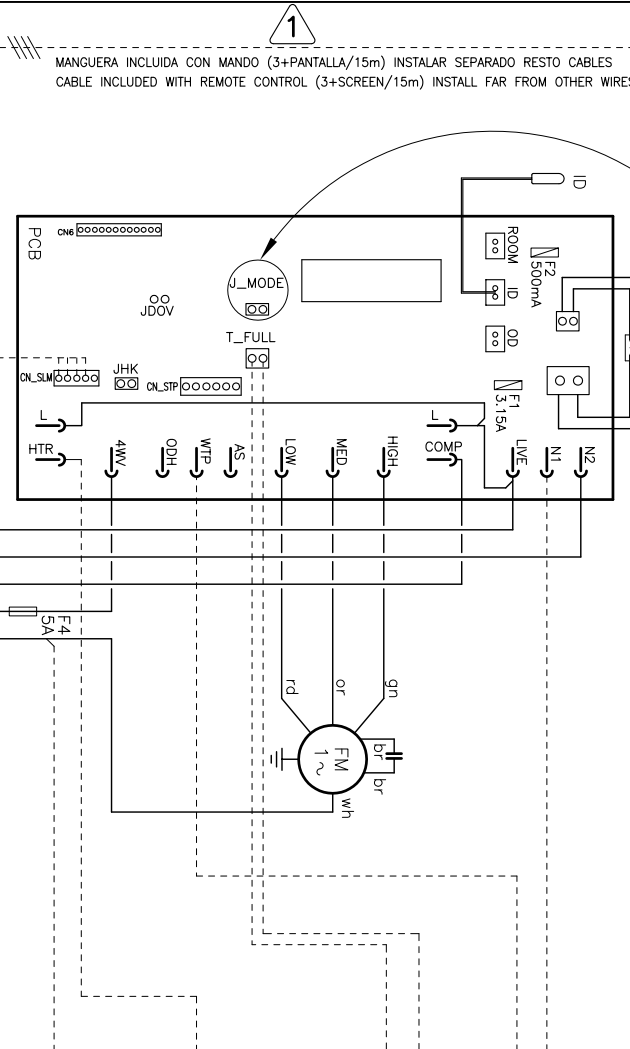 1
MANGUERA INCLUIDA CON MANDO (3+PANTALLA/15m) INSTALAR SEPARADO RESTO CABLES
CABLE INCLUDED WITH REMOTE CONTROL (3+SCREEN/15m) INSTALL FAR FROM OTHER WIRES
ID
PCB
CN6
ROOM
F2
500mA
J_MODE
ID
JDOV
T_FULL
OD
CN_SLM
JHK
CN_STP
F1
3.15A
L
L
HTR
4WV
ODH
WTP
AS
LOW
MED
HIGH
COMP
LIVE
N1
N2
F4
5A
rd
or
gn
FM
1 ~
br
br
wh